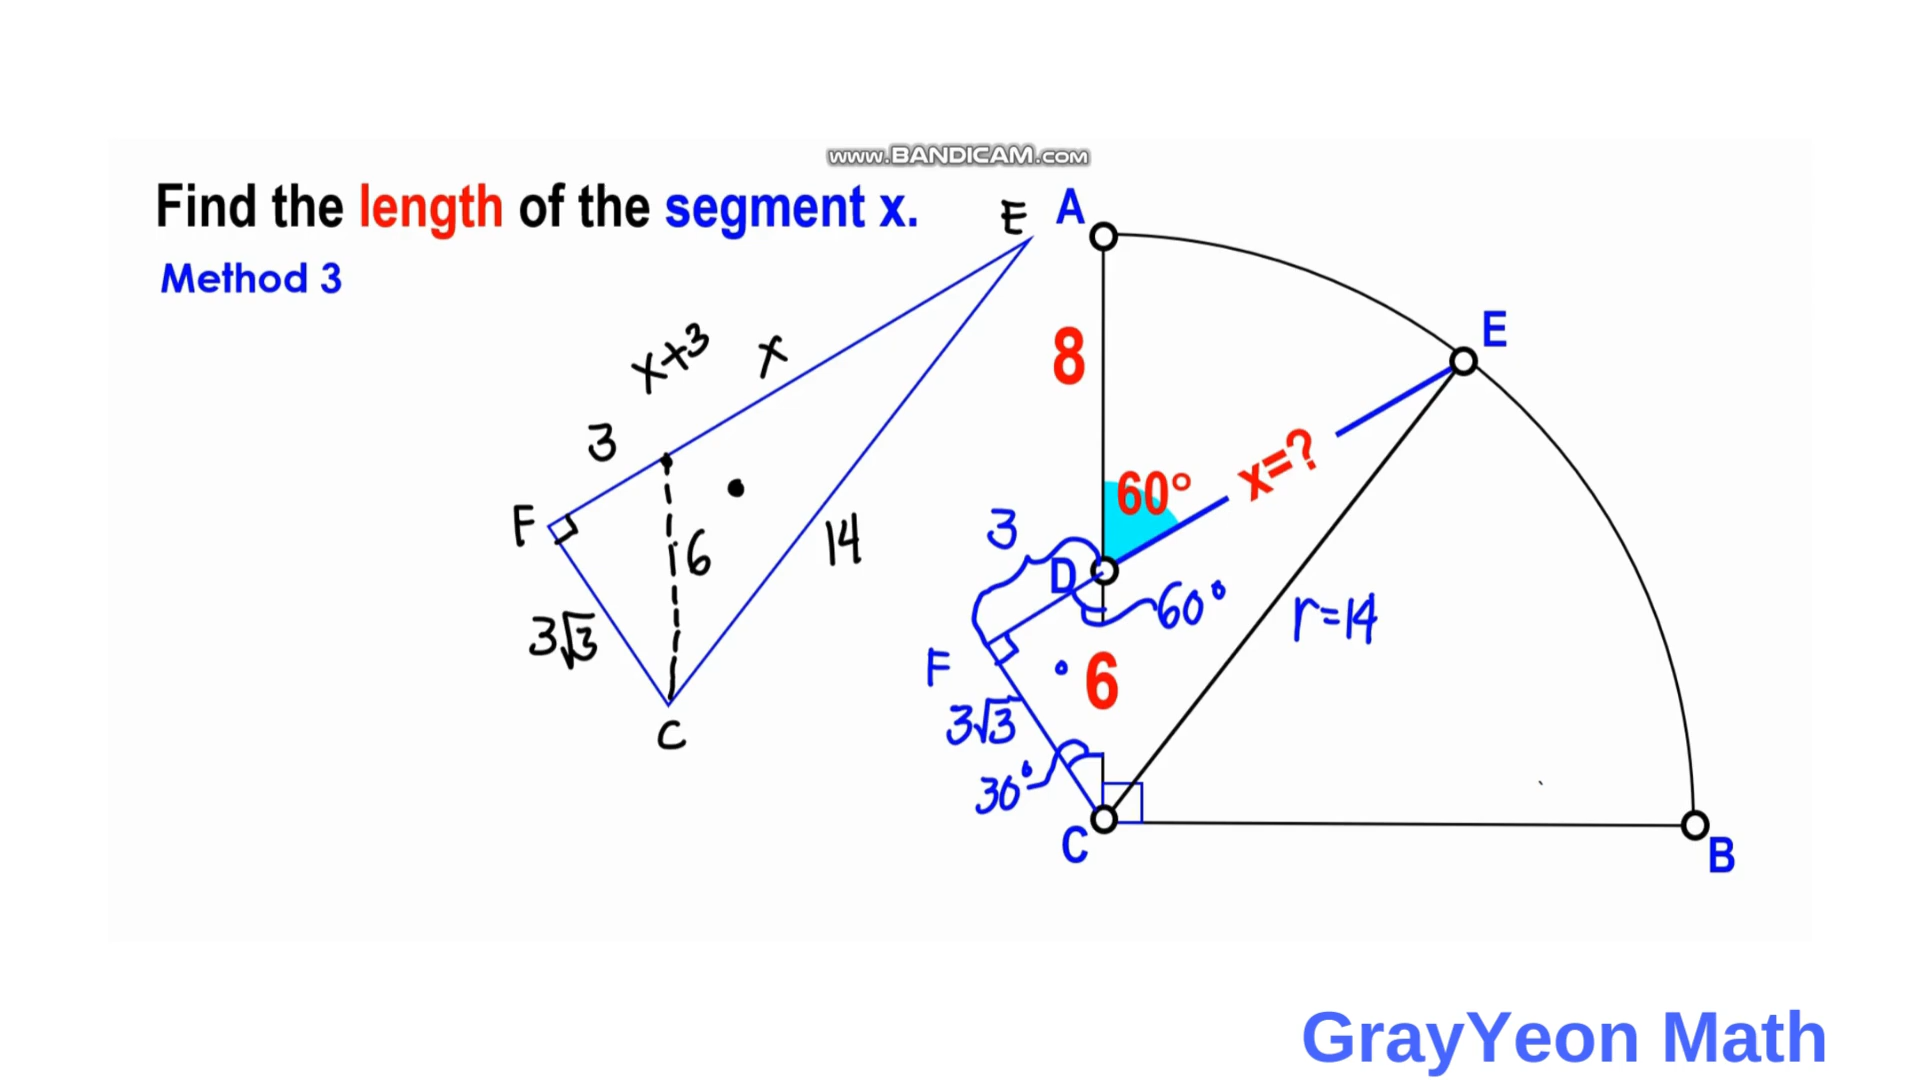 www.BANDICAM.com
Find the length of the segment x.
Method 3
E
x+3
x
3
F
6
14
3√3
C
A
8
E
60°
x=?
3
D
60°
r=14
F
6
3√3
30°
C
B
GrayYeon Math